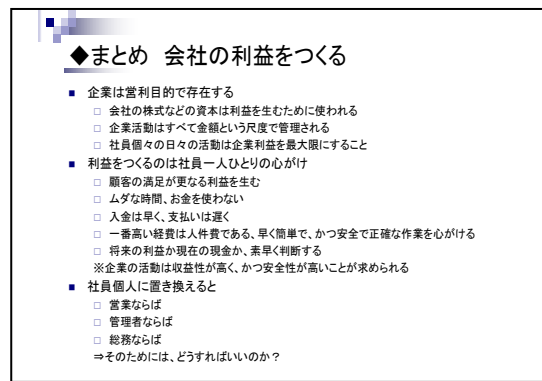 ◆まとめ 会社の利益をつくる
■ 企業は営利目的で存在する
□ 会社の株式などの資本は利益を生むために使われる
□ 企業活動はすべて金額という尺度で管理される
□ 社員個々の日々の活動は企業利益を最大限にすること
■ 利益をつくるのは社員一人ひとりの心がけ
□ 顧客の満足が更なる利益を生む
□ ムダな時間、お金を使わない
□ 入金は早く、支払いは遅く
□ 一番高い経費は人件費である、早く簡単で、かつ安全で正確な作業を心がける
□ 将来の利益か現在の現金か、素早く判断する
※企業の活動は収益性が高く、かつ安全性が高いことが求められる
■ 社員個人に置き換えると
□ 営業ならば
□ 管理者ならば
□ 総務ならば
⇒そのためには、どうすればいいのか？